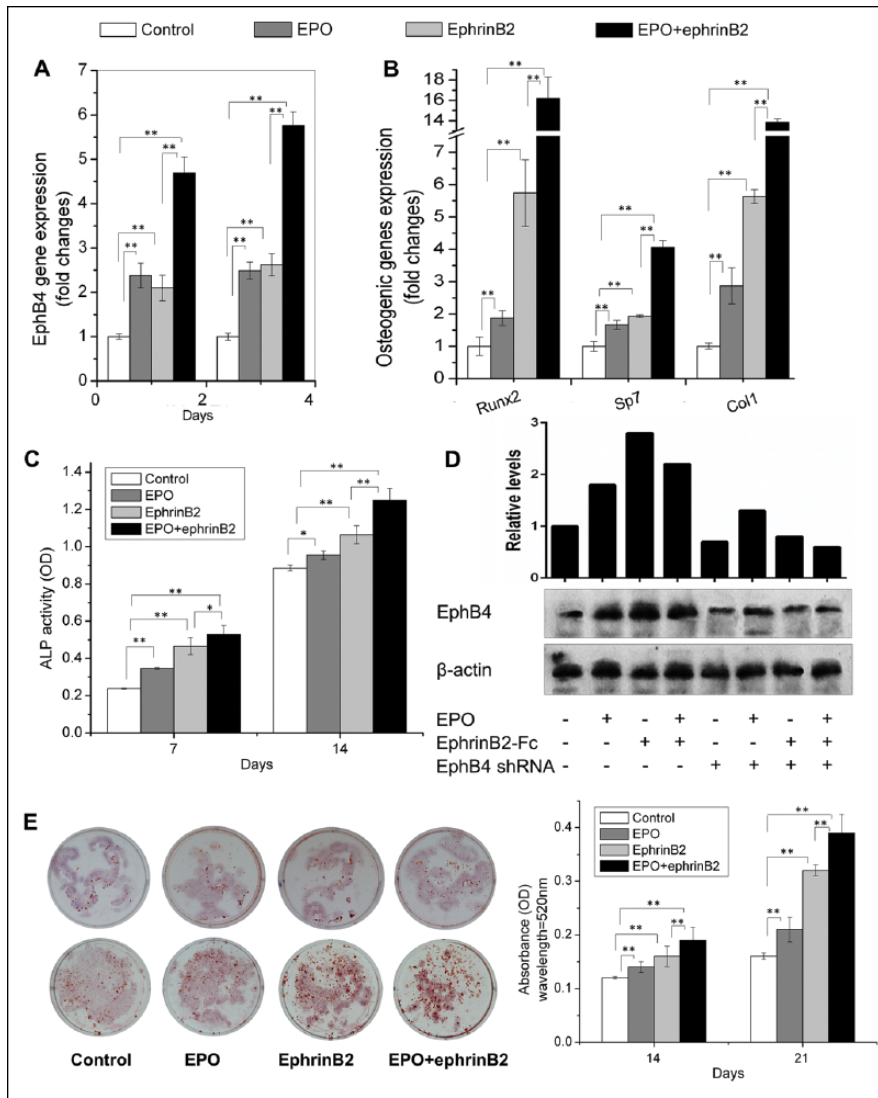 Control EPO EphrinB2 EPO+ephrinB2
A
EphB4 gene expression
(fold changes)
7
6
5
4
3
2
1
0
** ** ** ** ** ** ** **
0 2 4
Days
B
Osteogenic genes expression
(fold changes)
18
16
14
8
6
5
4
3
2
1
** ** ** ** ** ** ** ** ** ** ** **
Runx2 Sp7 Col1
C
ALP activity (OD)
1.4
1.2
1.0
0.8
0.6
0.4
0.2
0.0
Control
EPO
EphrinB2
EPO+ephrinB2
** ** ** * * ** ** **
7 14
Days
D
Relative levels
3
2
1
0
EphB4
β-actin
EPO - + - + - + - +
EphrinB2-Fc - - + + - - + +
EphB4 shRNA - - - - + + + +
E
Control EPO EphrinB2 EPO+ephrinB2
Absorbance (OD)
wavelength=520nm
0.4
0.3
0.2
0.1
0.0
Control
EPO
EphrinB2
EPO+ephrinB2
** ** ** ** ** ** ** **
14 21
Days